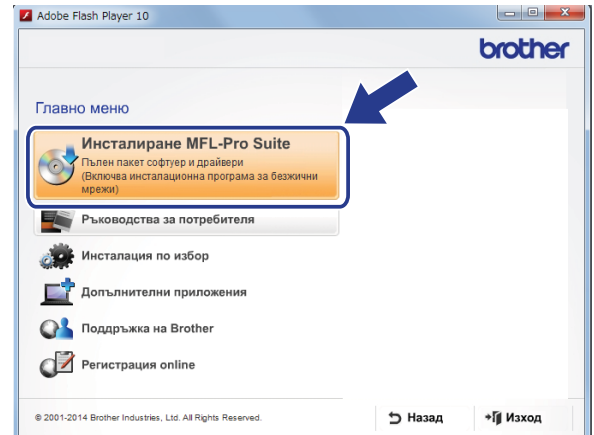 Adobe Flash Player 10
brother
Главно меню
Инсталиране MFL-Pro Suite
Пълен пакет софтуер и драйвери
(Включва инсталационна програма за безжични
мрежи)
Ръководства за потребителя
Инсталация по избор
Допълнителни приложения
Поддръжка на Brother
Регистрация online
© 2001-2014 Brother Industries, Ltd. All Rights Reserved.
Назад
Изход